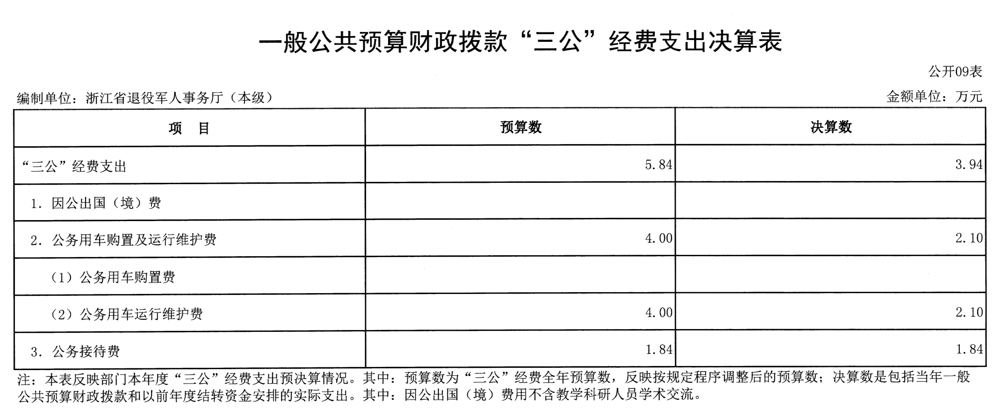 一般公共预算财政拨款“三公”经费支出决算表
公开09表
编制单位：浙江省退役军人事务厅（本级） 金额单位：万元
项 目 预算数 决算数
“三公”经费支出 5.84 3.94
1. 因公出国（境）费
2. 公务用车购置及运行维护费 4.00 2.10
（1）公务用车购置费
（2）公务用车运行维护费 4.00 2.10
3. 公务接待费 1.84 1.84
注：本表反映部门本年度“三公”经费支出预决算情况。其中：预算数为“三公”经费全年预算数，反映按规定程序调整后的预算数；决算数是包括当年一般
公共预算财政拨款和以前年度结转资金安排的实际支出。其中：因公出国（境）费用不含教学科研人员学术交流。